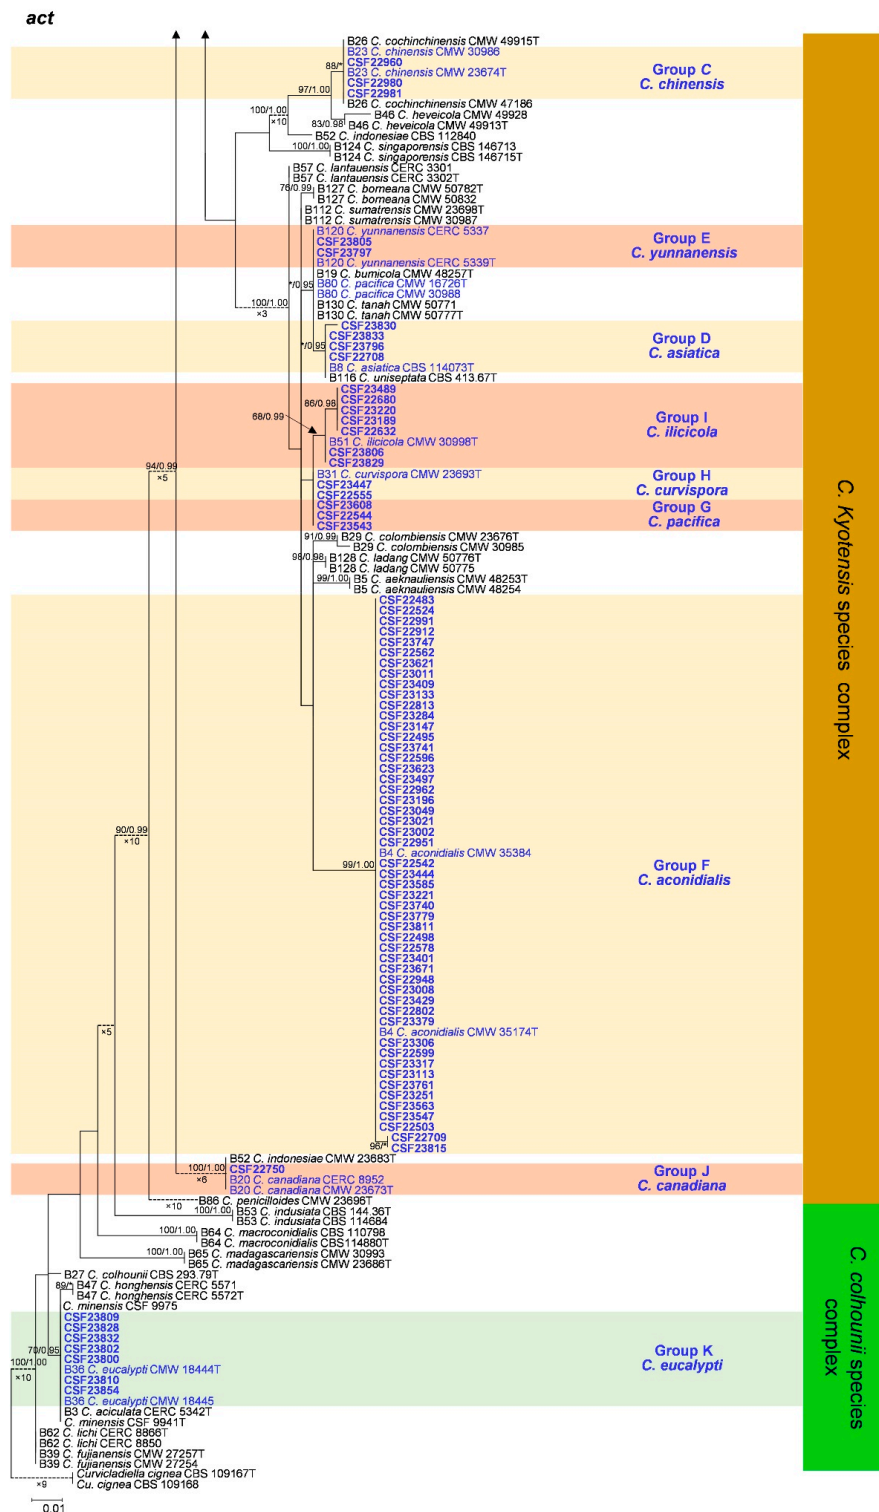 act
B26 C. cochinchinensis CMW 49915T
B23 C. chinensis CMW 30986
88/*
CSF22960
B23 C. chinensis CMW 23674T
Group C
C. chinensis
CSF22980
97/1.00
CSF22981
B26 C. cochinchinensis CMW 47186
100/1.00
×10
B46 C. heveicola CMW 49928
83/0.98
B46 C. heveicola CMW 49913T
B52 C. indonesiae CBS 112840
100/1.00
B124 C. singaporensis CBS 146713
B124 C. singaporensis CBS 146715T
B57 C. lantauensis CERC 3301
B57 C. lantauensis CERC 3302T
76/0.99
B127 C. borneana CMW 50782T
B127 C. borneana CMW 50832
B112 C. sumatrensis CMW 23698T
B112 C. sumatrensis CMW 30987
B120 C. yunnanensis CERC 5337
CSF23805
Group E
C. yunnanensis
CSF23797
B120 C. yunnanensis CERC 5339T
B19 C. bumicola CMW 48257T
*/0.95
B80 C. pacifica CMW 16726T
B80 C. pacifica CMW 30988
100/1.00
×3
B130 C. tanah CMW 50771
B130 C. tanah CMW 50777T
CSF23830
CSF23833
Group D
C. asiatica
*/0.95
CSF23796
CSF22708
B8 C. asiatica CBS 114073T
B116 C. uniseptata CBS 413.67T
CSF23489
CSF22680
86/0.98
CSF23220
68/0.99
CSF23189
Group I
C. ilicicola
CSF22632
B51 C. ilicicola CMW 30998T
CSF23806
CSF23829
94/0.99
×5
B31 C. curvispora CMW 23693T
Group H
C. curvispora
CSF23447
CSF22555
CSF23608
Group G
C. pacifica
CSF22544
CSF23543
91/0.99
B29 C. colombiensis CMW 23676T
B29 C. colombiensis CMW 30985
98/0.98
B128 C. ladang CMW 50776T
B128 C. ladang CMW 50775
99/1.00
B5 C. aeknauliensis CMW 48253T
B5 C. aeknauliensis CMW 48254
C. Kyotensis species complex
CSF22483
CSF22524
CSF22991
CSF22912
CSF23747
CSF22562
CSF23621
CSF23011
CSF23409
CSF23133
CSF22813
CSF23284
CSF23147
CSF22495
CSF23741
CSF22596
CSF23623
CSF23497
CSF22962
CSF23196
CSF23049
CSF23021
CSF23002
90/0.99
×10
CSF22951
B4 C. aconidialis CMW 35384
99/1.00
CSF22542
Group F
C. aconidialis
CSF23444
CSF23585
CSF23221
CSF23740
CSF23779
CSF23811
CSF22498
CSF22578
CSF23401
CSF23671
CSF22948
CSF23008
CSF23429
CSF22802
CSF23379
×5
B4 C. aconidialis CMW 35174T
CSF23306
CSF22599
CSF23317
CSF23113
CSF23761
CSF23251
CSF23563
CSF23547
CSF22503
CSF22709
96/*
CSF23815
B52 C. indonesiae CMW 23683T
100/1.00
×6
CSF22750
Group J
C. canadiana
B20 C. canadiana CERC 8952
B20 C. canadiana CMW 23673T
×10
B86 C. penicilloides CMW 23696T
100/1.00
B53 C. indusiata CBS 144.36T
B53 C. indusiata CBS 114684
100/1.00
B64 C. macroconidialis CBS 110798
B64 C. macroconidialis CBS114880T
100/1.00
B65 C. madagascariensis CMW 30993
B65 C. madagascariensis CMW 23686T
C. colhounii species
complex
B27 C. colhounii CBS 293.79T
89/*
B47 C. honghensis CERC 5571
B47 C. honghensis CERC 5572T
C. minensis CSF 9975
CSF23809
CSF23828
CSF23832
CSF23802
70/0.95
CSF23800
Group K
C. eucalypti
100/1.00
×10
B36 C. eucalypti CMW 18444T
CSF23810
CSF23854
B36 C. eucalypti CMW 18445
B3 C. aciculata CERC 5342T
C. minensis CSF 9941T
B62 C. lichi CERC 8866T
B62 C. lichi CERC 8850
B39 C. fujianensis CMW 27257T
B39 C. fujianensis CMW 27254
Curvicladiella cignea CBS 109167T
×9
Cu. cignea CBS 109168
0.01